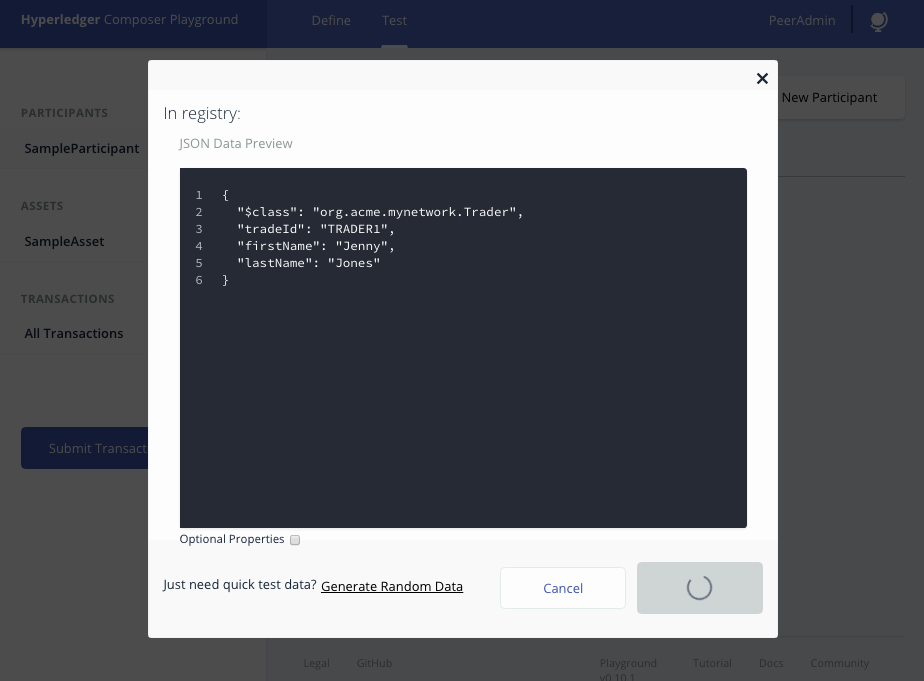 Hyperledger Composer Playground
Define
Test
PeerAdmin
In registry:
New Participant
PARTICIPANTS
JSON Data Preview
SampleParticipant
1 {
2 "$class": "org.acme.mynetwork.Trader",
3 "tradeId": "TRADER1",
4 "firstName": "Jenny",
5 "lastName": "Jones"
6 }
ASSETS
SampleAsset
TRANSACTIONS
All Transactions
Submit Transact
Optional Properties
Just need quick test data? Generate Random Data
Cancel
Legal
GitHub
Playground
v0.10.1
Tutorial
Docs
Community